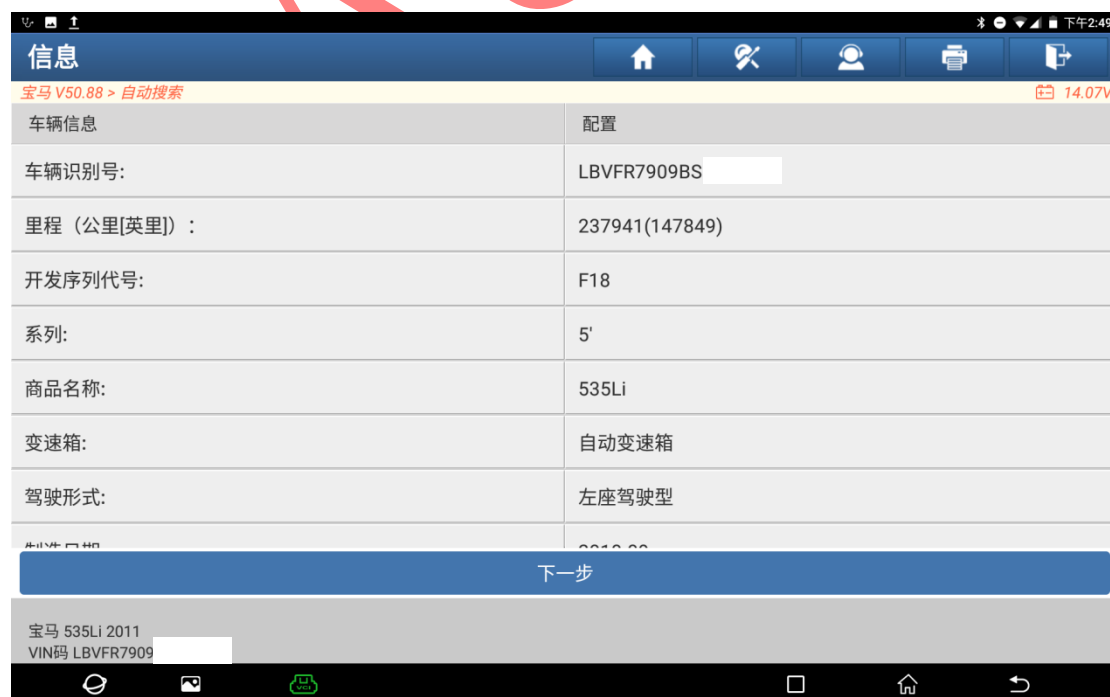 下午2:49
信息
宝马 V50.88 > 自动搜索 14.07V
车辆信息 配置
车辆识别号: LBVFR7909BS
里程（公里[英里]）: 237941(147849)
开发序列代号: F18
系列: 5'
商品名称: 535Li
变速箱: 自动变速箱
驾驶形式: 左座驾驶型
下一步
宝马 535Li 2011
VIN码 LBVFR7909
VCI